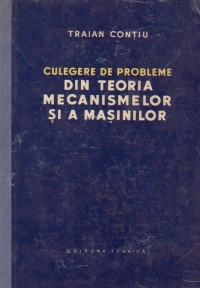 TRAIAN CONȚIU
CULEGERE DE PROBLEME
DIN TEORIA
MECANISMELOR
ȘI A MAȘINILOR
EDITURA TEHNICĂ